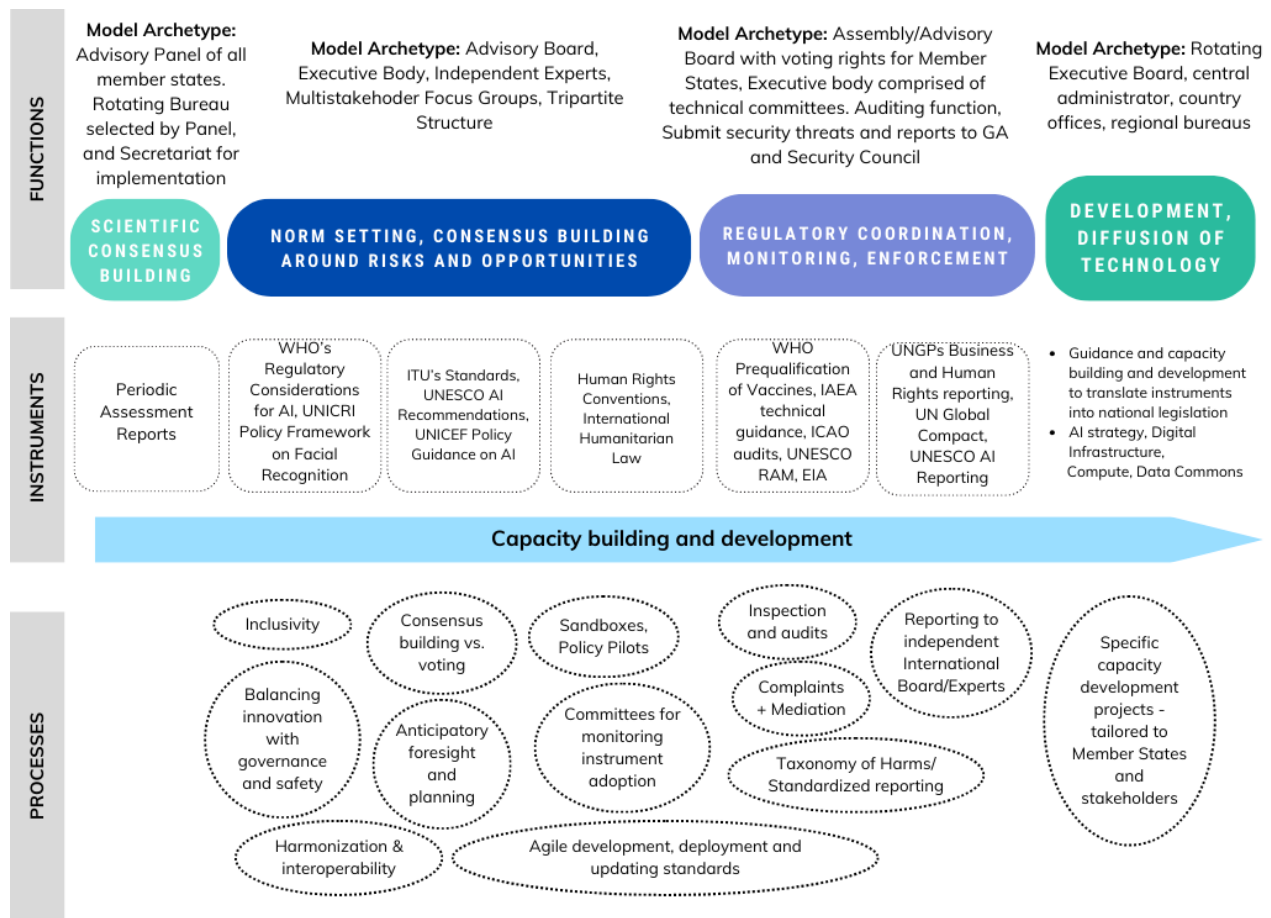 FUNCTIONS
Model Archetype:
Advisory Panel of all
member states.
Rotating Bureau
selected by Panel,
and Secretariat for
implementation
Model Archetype: Advisory Board,
Executive Body, Independent Experts,
Multistakehoder Focus Groups, Tripartite
Structure
Model Archetype: Assembly/Advisory
Board with voting rights for Member
States, Executive body comprised of
technical committees. Auditing function,
Submit security threats and reports to GA
and Security Council
Model Archetype: Rotating
Executive Board, central
administrator, country
offices, regional bureaus
SCIENTIFIC
CONSENSUS
BUILDING
NORM SETTING, CONSENSUS BUILDING
AROUND RISKS AND OPPORTUNITIES
REGULATORY COORDINATION,
MONITORING, ENFORCEMENT
DEVELOPMENT,
DIFFUSION OF
TECHNOLOGY
INSTRUMENTS
Periodic
Assessment
Reports
WHO's
Regulatory
Considerations
for AI, UNICRI
Policy Framework
on Facial
Recognition
ITU's Standards,
UNESCO AI
Recommendations,
UNICEF Policy
Guidance on AI
Human Rights
Conventions,
International
Humanitarian
Law
WHO
Prequalification
of Vaccines, IAEA
technical
guidance, ICAO
audits, UNESCO
RAM, EIA
UNGPs Business
and Human
Rights reporting,
UN Global
Compact,
UNESCO AI
Reporting
• Guidance and capacity
building and development
to translate instruments
into national legislation
• AI strategy, Digital
Infrastructure,
Compute, Data Commons
Capacity building and development
PROCESSES
Inclusivity
Consensus
building vs.
voting
Sandboxes,
Policy Pilots
Inspection
and audits
Reporting to
independent
International
Board/Experts
Specific
capacity
development
projects -
tailored to
Member States
and
stakeholders
Balancing
innovation
with
governance
and safety
Anticipatory
foresight
and
planning
Committees for
monitoring
instrument
adoption
Complaints
+ Mediation
Taxonomy of Harms/
Standardized reporting
Harmonization &
interoperability
Agile development, deployment and
updating standards